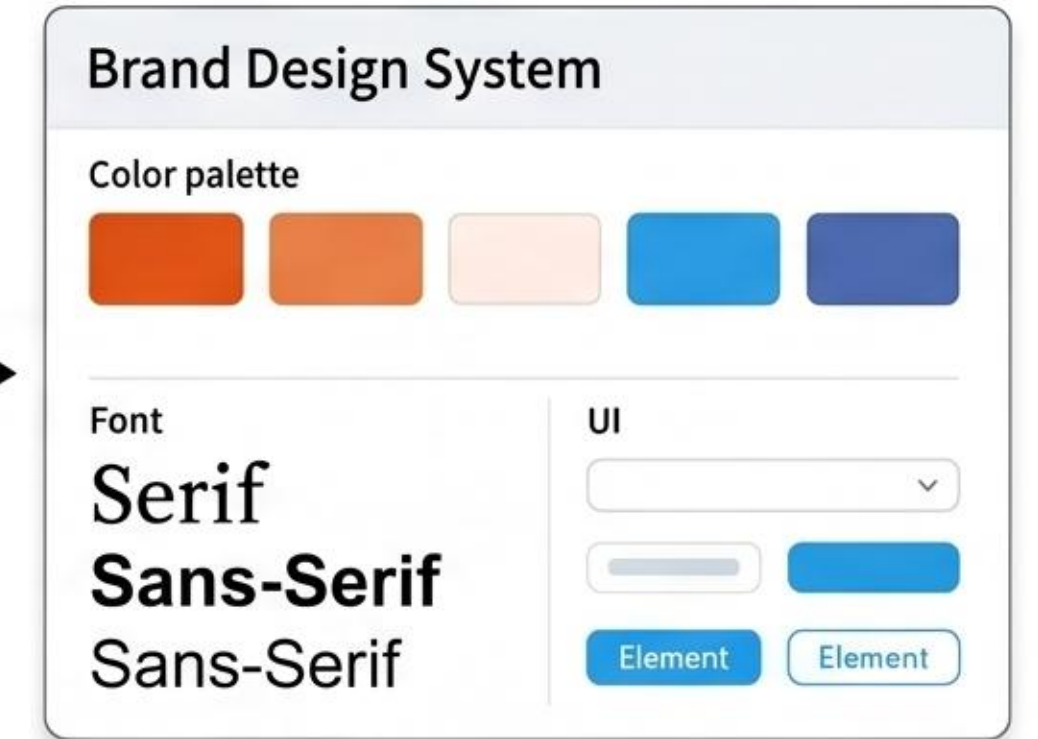 Brand Design System
Color palette
Font
Serif
Sans-Serif
Sans-Serif
UI
Element
Element